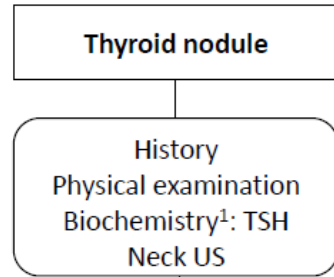 Thyroid nodule
History
Physical examination
Biochemistry¹: TSH
Neck US